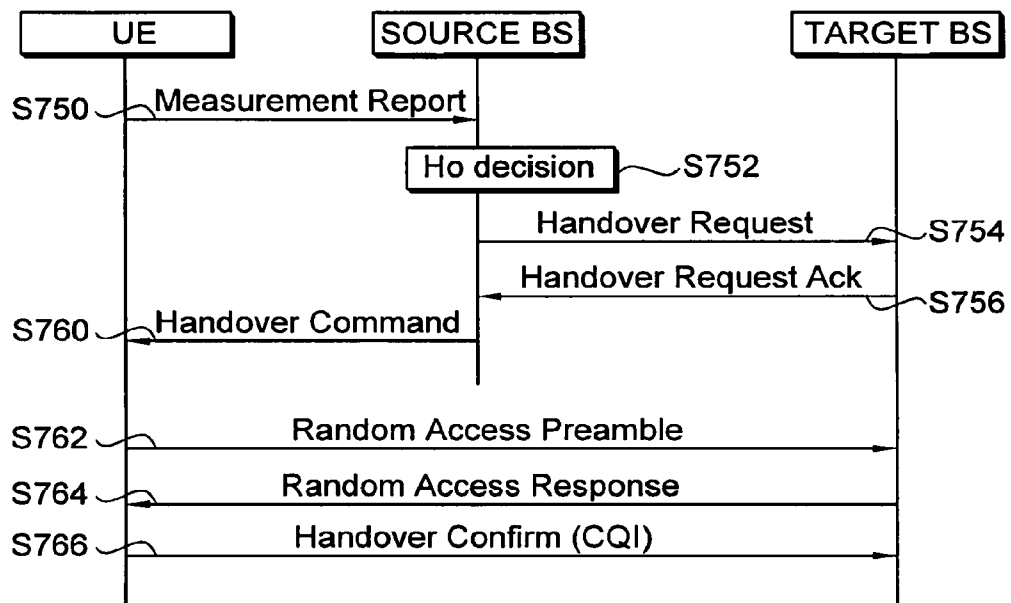 UE SOURCE BS TARGET BS
S750 Measurement Report
Ho decision S752
Handover Request S754
Handover Request Ack S756
S760 Handover Command
S762 Random Access Preamble
S764 Random Access Response
S766 Handover Confirm (CQI)